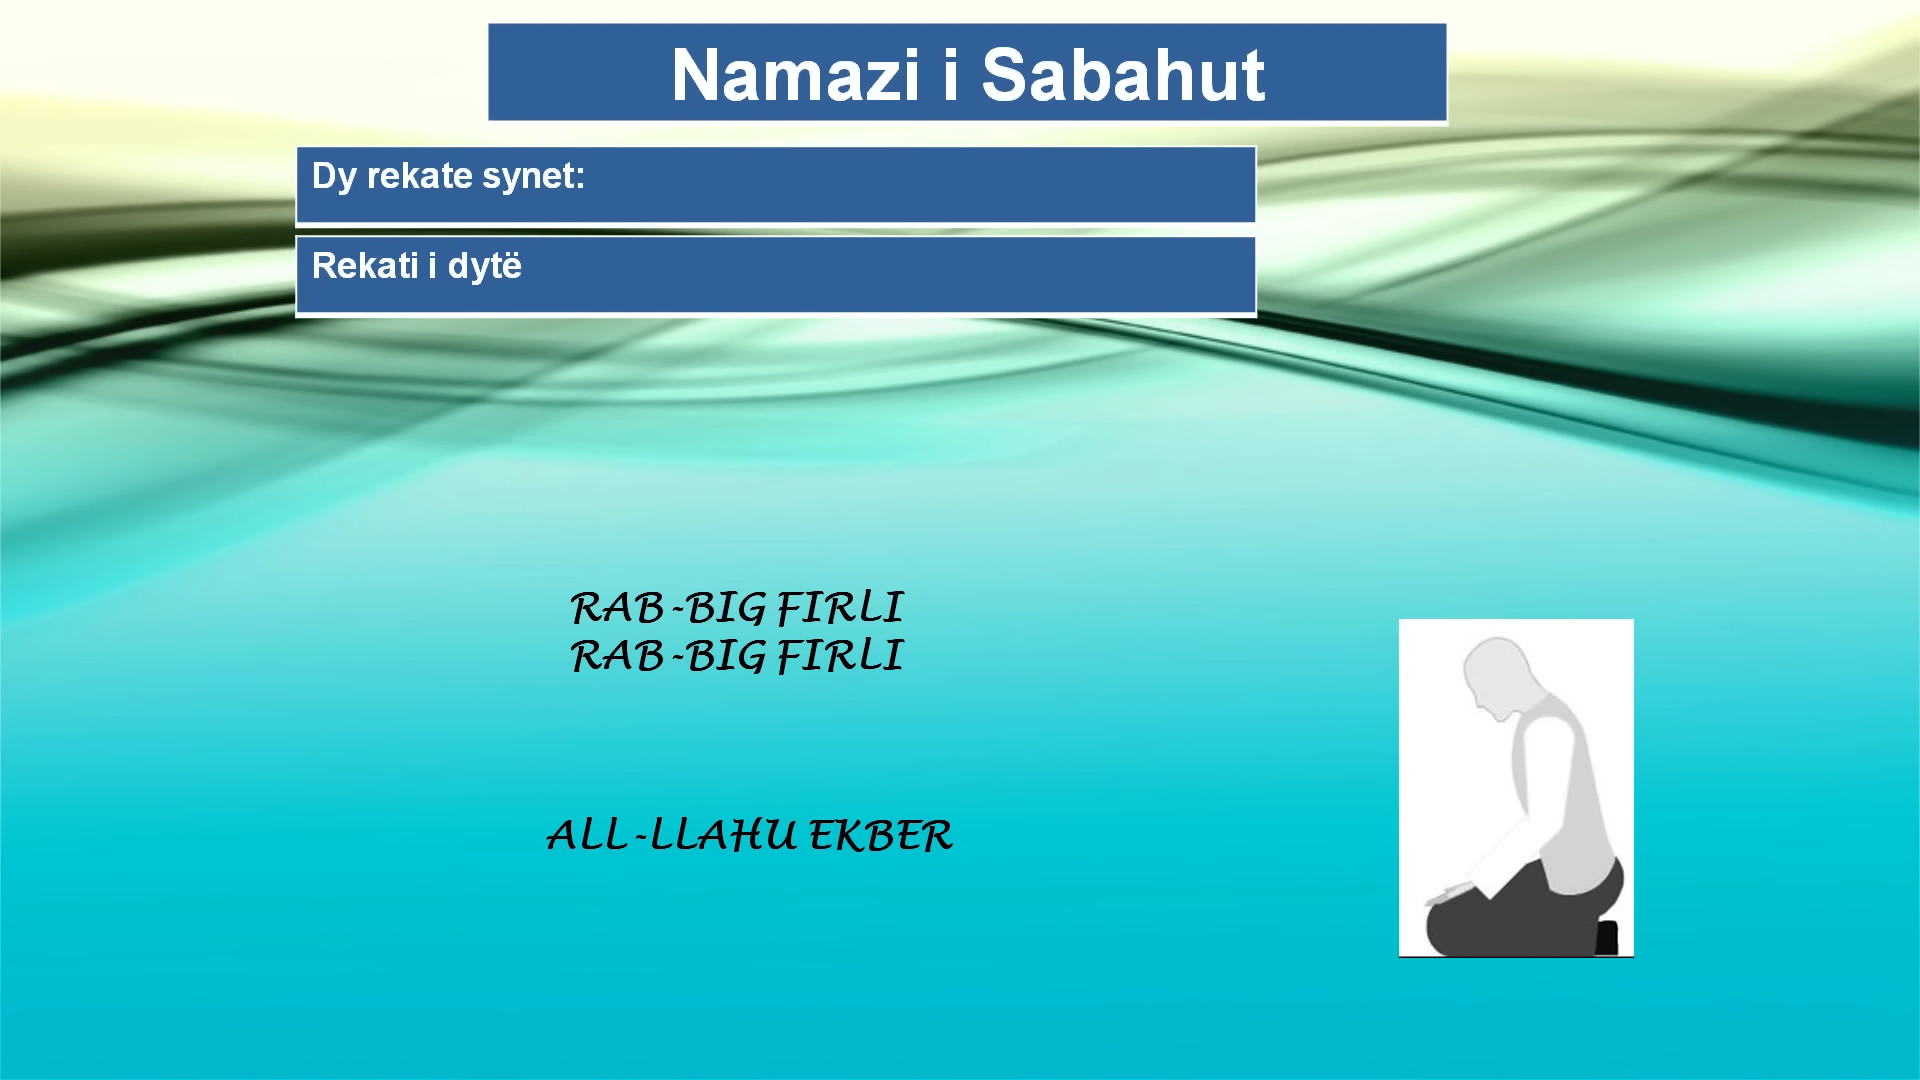 Namazi i Sabahut
Dy rekate synet:
Rekati i dytë
RAB-BIG FIRLI
RAB-BIG FIRLI
ALL-LLAHU EKBER